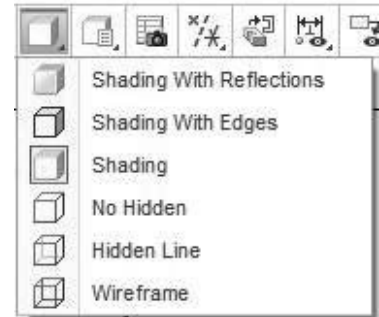 Shading With Reflections
Shading With Edges
Shading
No Hidden
Hidden Line
Wireframe